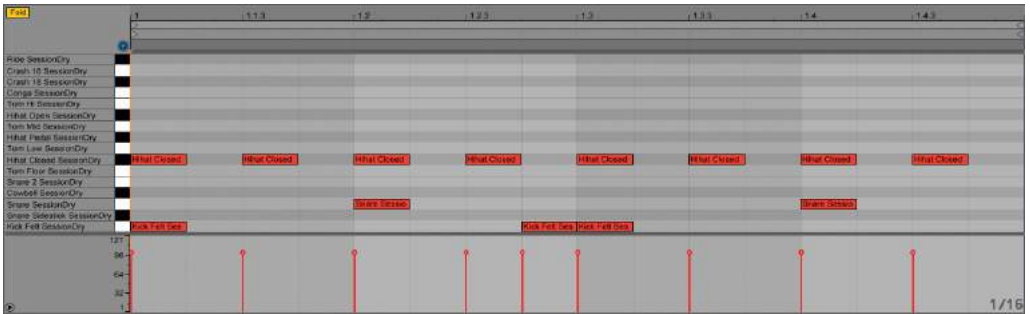 Fold
1 1.1.3 1.2 1.2.3 1.3 1.3.3 1.4 1.4.3
Ride SessionDry
Crash 16 SessionDry
Crash 18 SessionDry
Conga SessionDry
Tom Hi SessionDry
Hihat Open SessionDry
Tom Mid SessionDry
Hihat Pedal SessionDry
Tom Low SessionDry
Hihat Closed SessionDry Hihat Closed Hihat Closed Hihat Closed Hihat Closed Hihat Closed Hihat Closed Hihat Closed Hihat Closed
Tom Floor SessionDry
Snare 2 SessionDry
Cowbell SessionDry
Snare SessionDry Snare Sessio Snare Sessio
Snare Sidestick SessionDry
Kick Felt SessionDry Kick Felt Ses Kick Felt Ses Kick Felt Ses
127
96
64
32
1
1/16